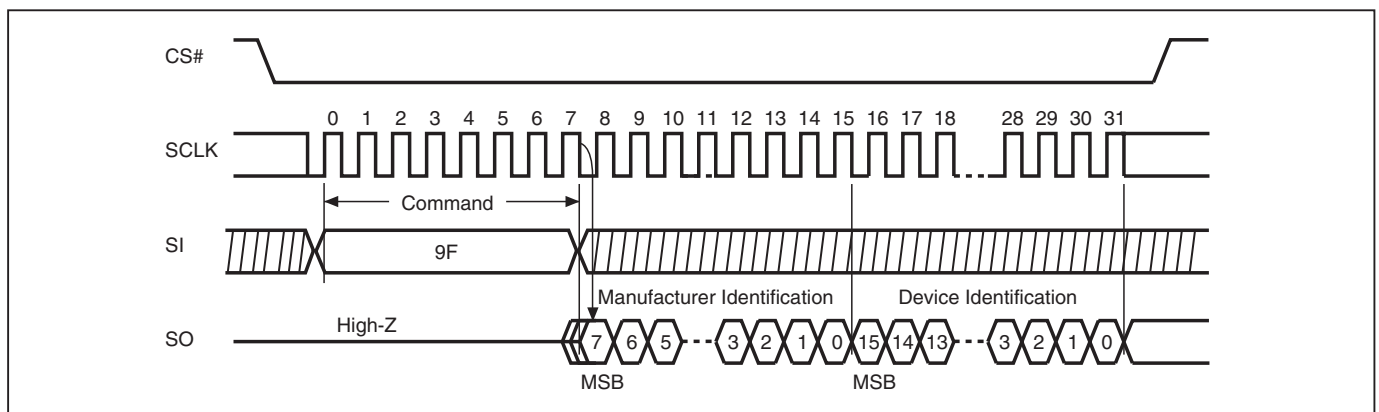 CS#
0 1 2 3 4 5 6 7 8 9 10 11 12 13 14 15 16 17 18 28 29 30 31
SCLK
Command
SI
9F
Manufacturer Identification Device Identification
High-Z
SO
7 6 5 3 2 1 0 15 14 13 3 2 1 0
MSB MSB